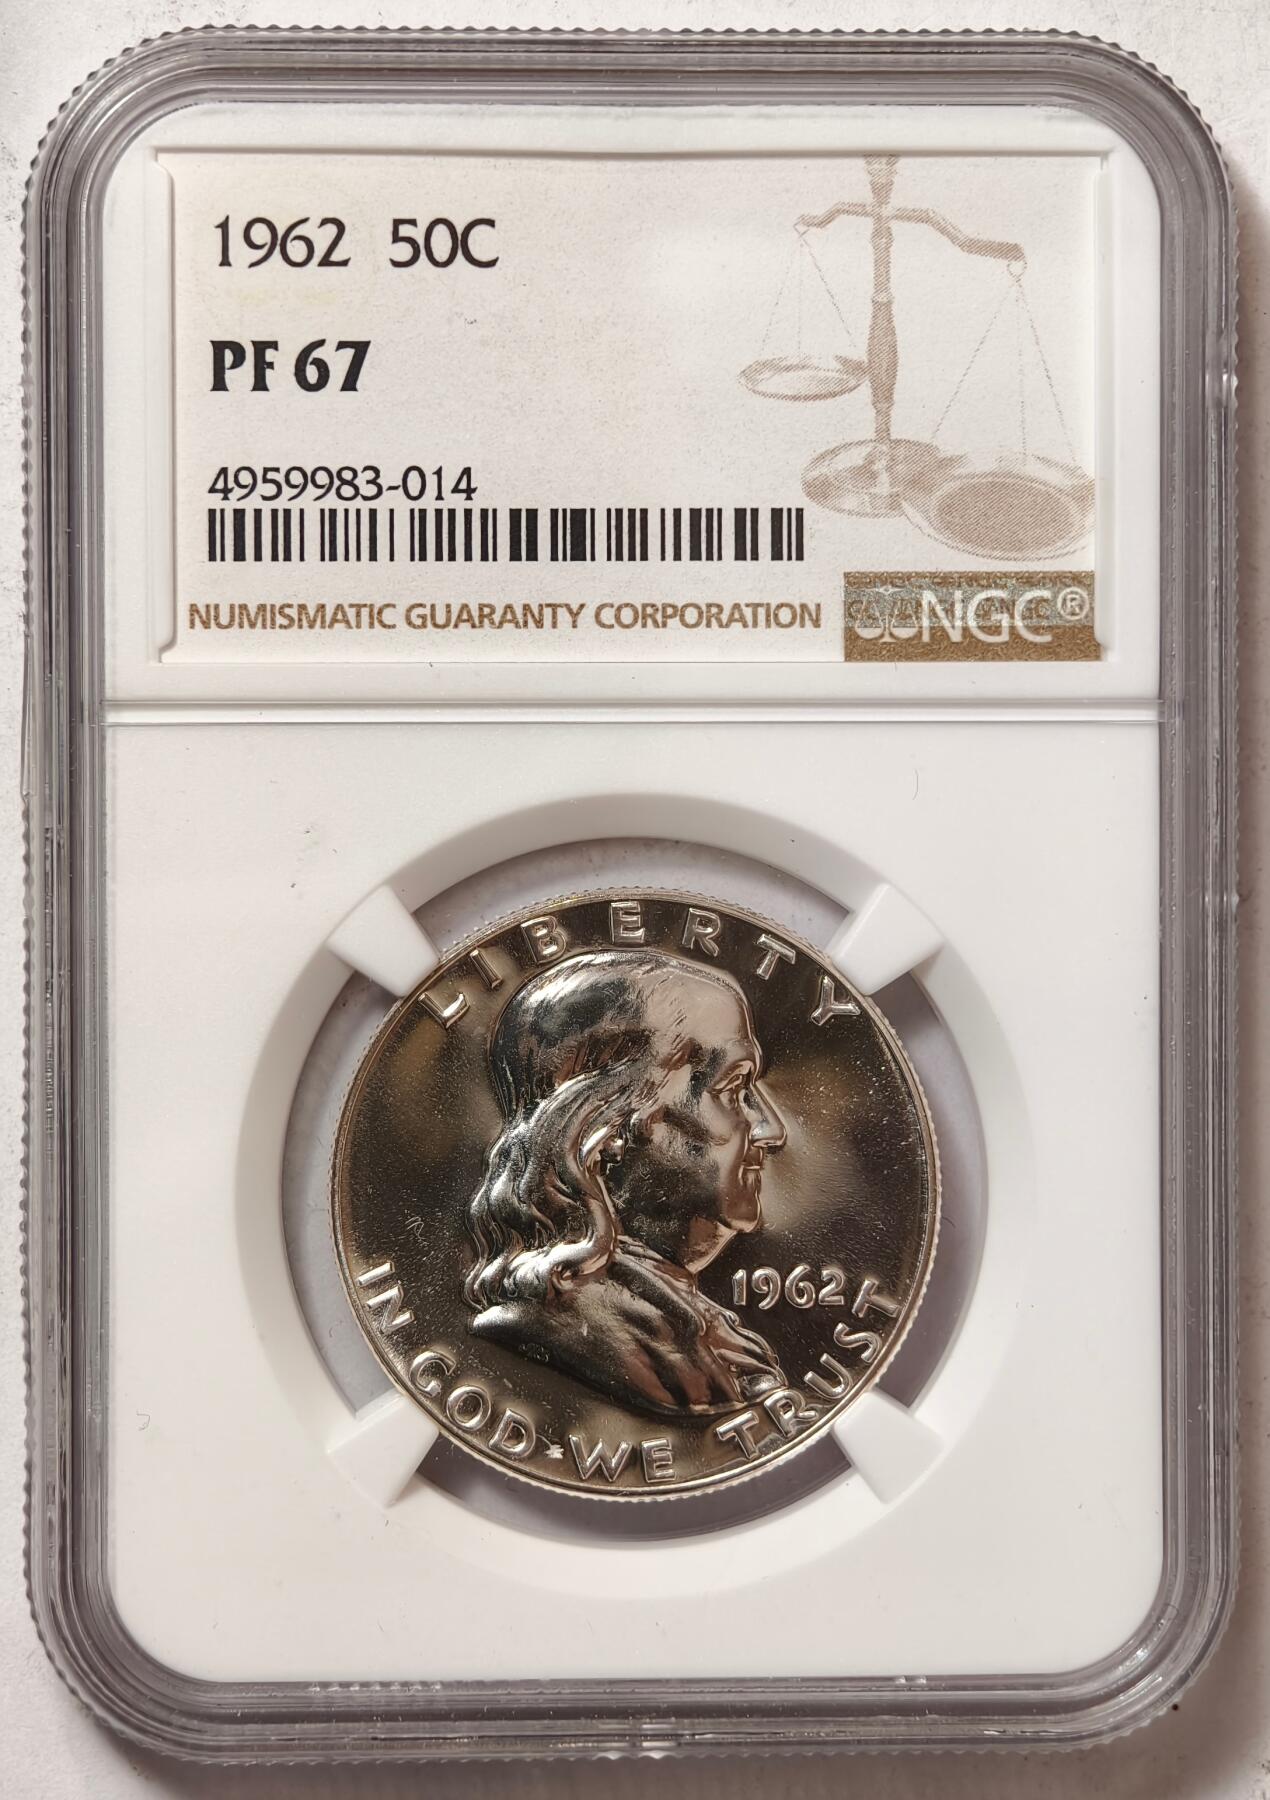 1962 50C
PF 67
4959983-014
NUMISMATIC GUARANTY CORPORATION
NGC®
LIBERTY
1962
IN GOD WE TRUST